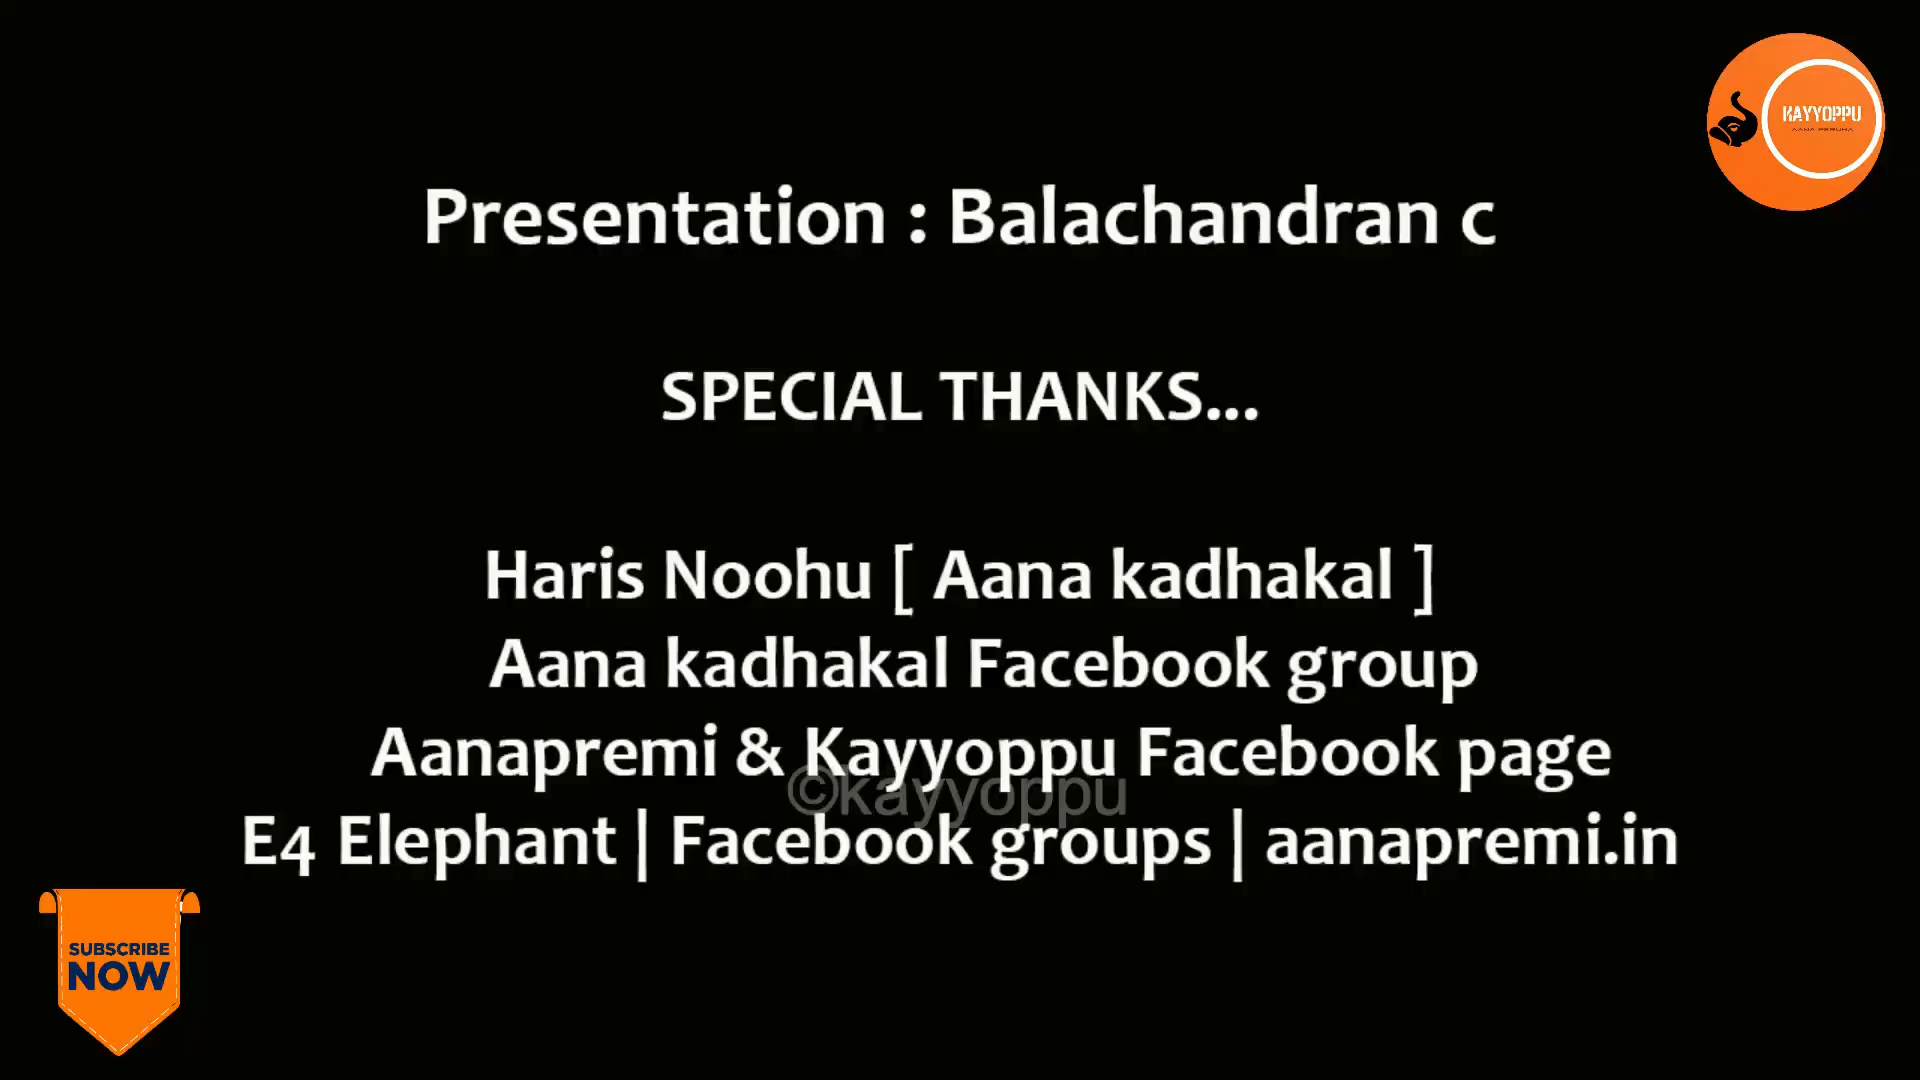 KAYYOPPU
Presentation : Balachandran c
SPECIAL THANKS...
Haris Noohu [ Aana kadhakal ]
Aana kadhakal Facebook group
Aanapremi & Kayyoppu Facebook page
©kayyoppu
E4 Elephant | Facebook groups | aanapremi.in
SUBSCRIBE
NOW